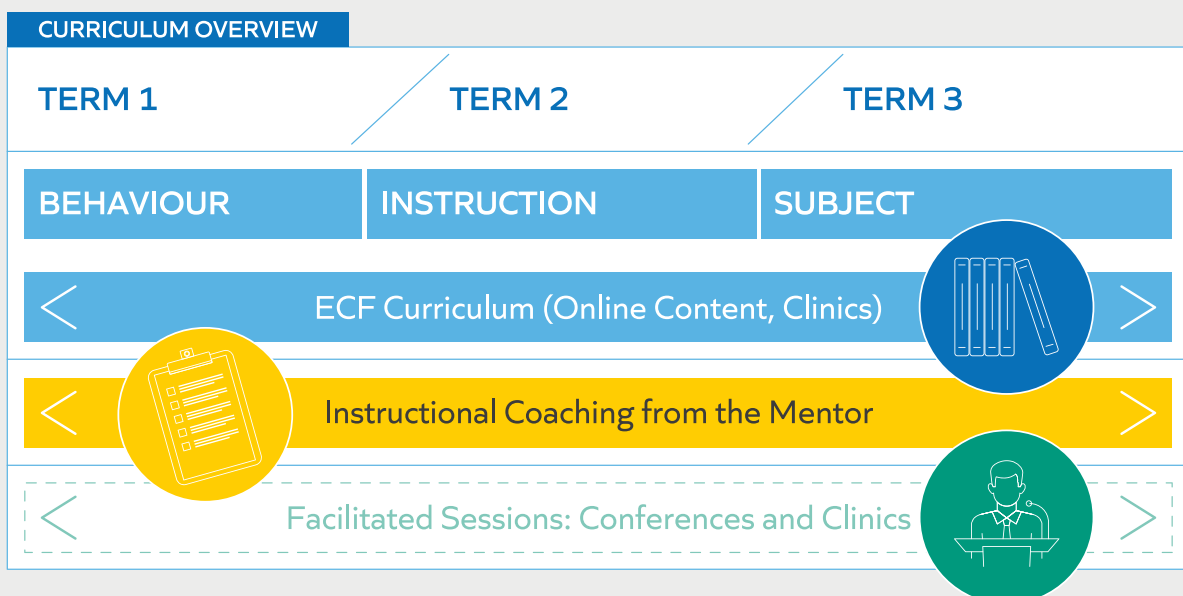 CURRICULUM OVERVIEW
TERM 1
TERM 2
TERM 3
BEHAVIOUR
INSTRUCTION
SUBJECT
ECF Curriculum (Online Content, Clinics)
Instructional Coaching from the Mentor
Facilitated Sessions: Conferences and Clinics